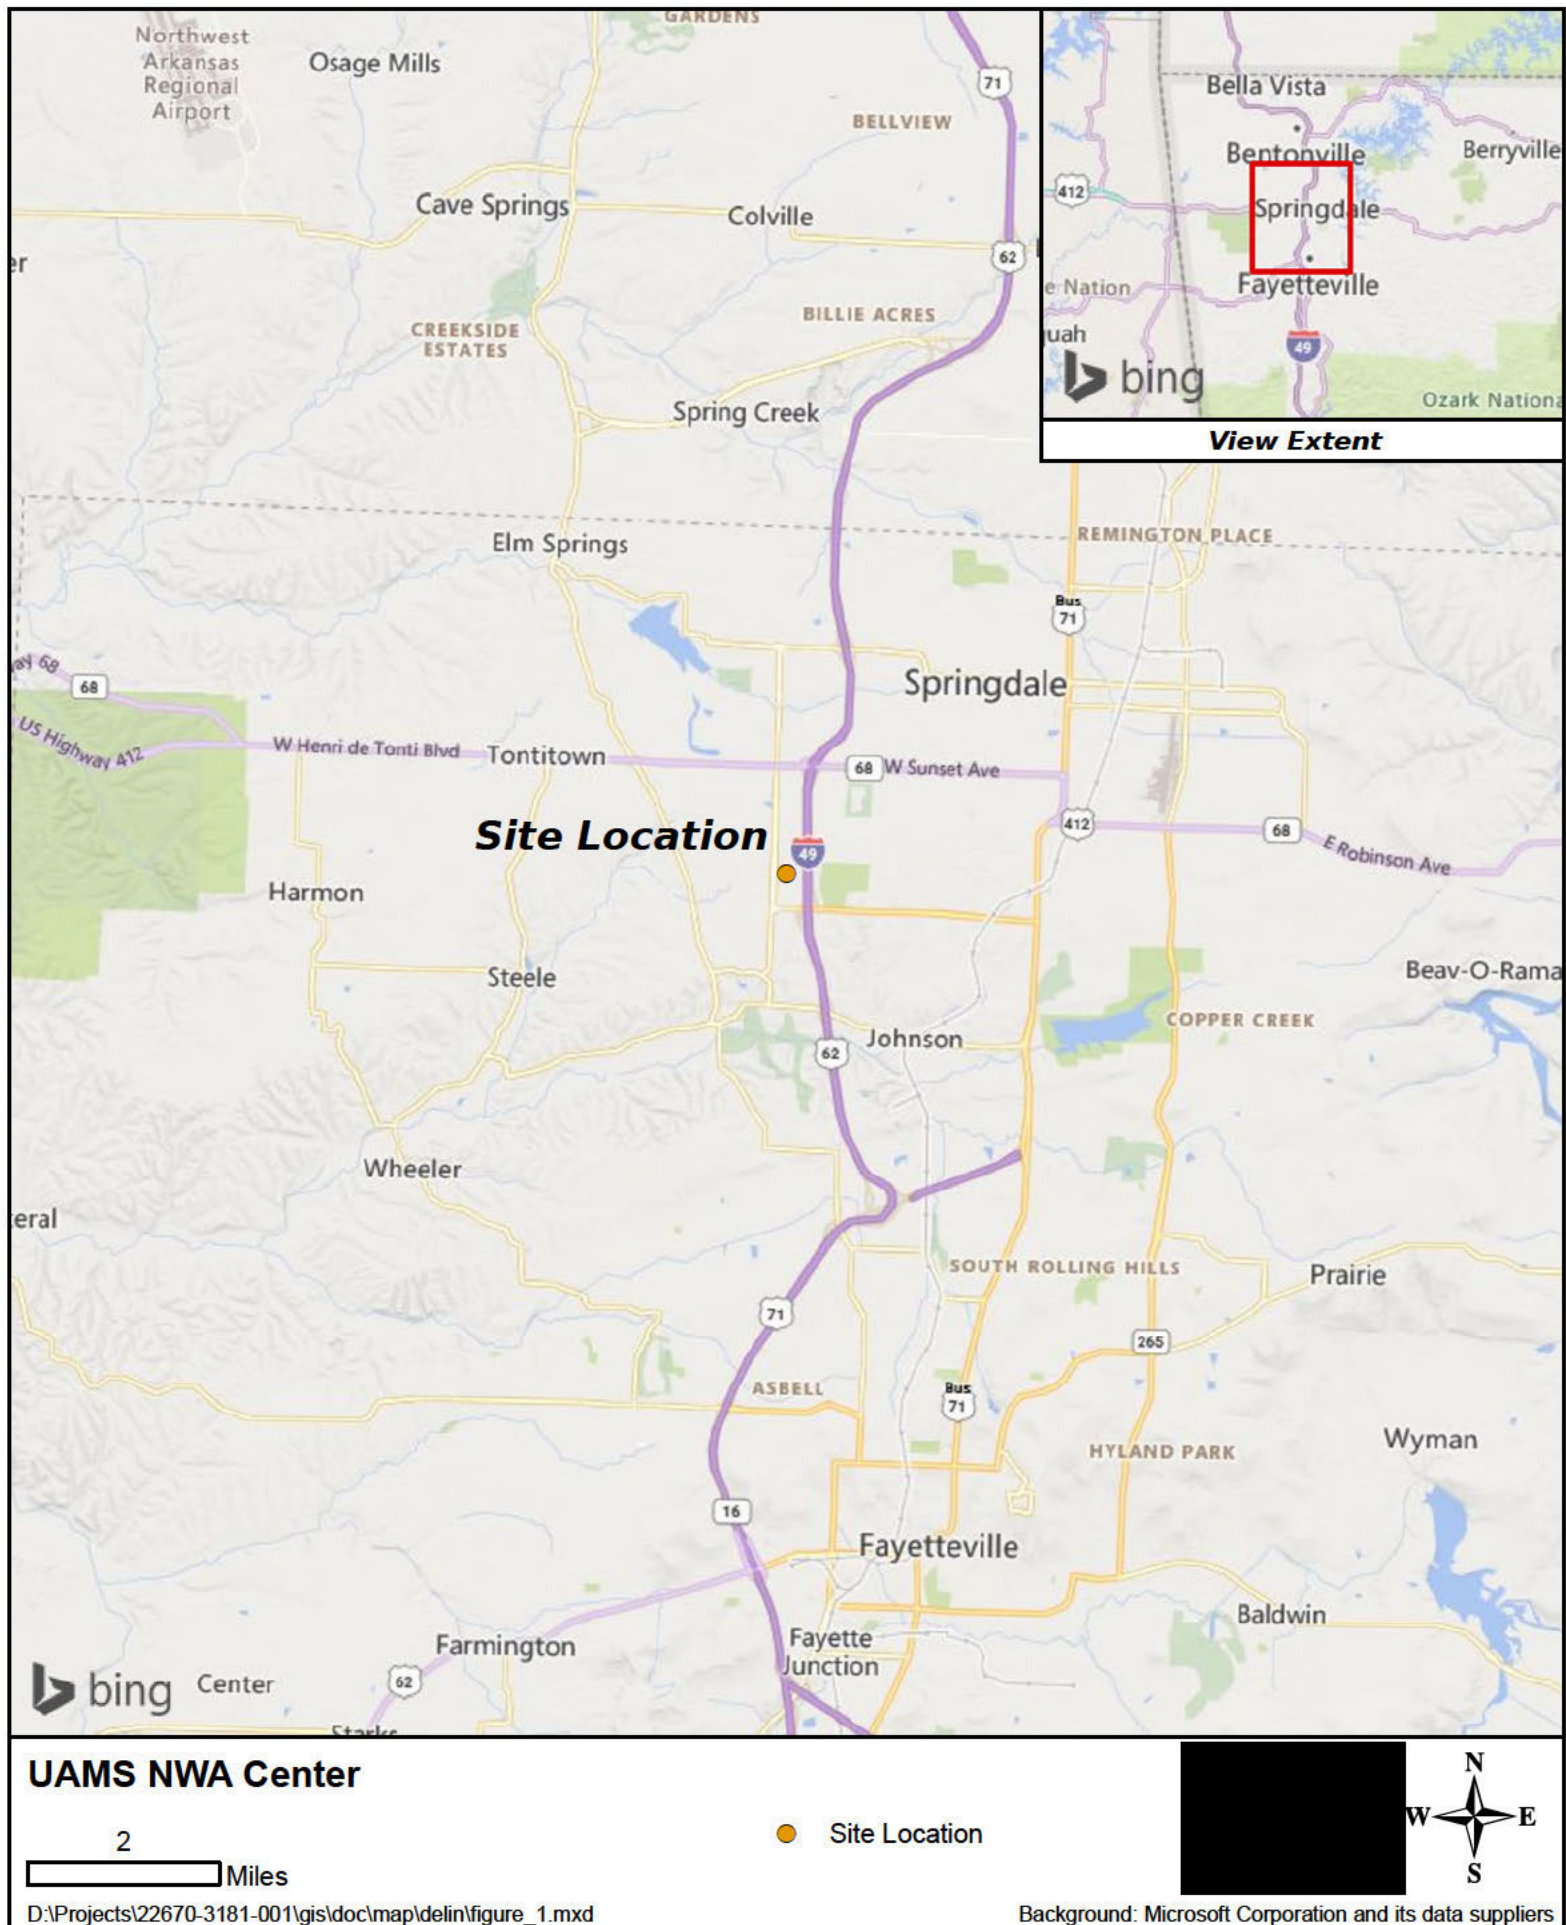 GARDENS
Northwest
Arkansas
Regional
Airport
Osage Mills
71
BELLVIEW
Cave Springs
Colville
62
er
CREEKSIDE
ESTATES
BILLIE ACRES
Spring Creek
Bella Vista
Bentonville
Berryville
412
Springdale
e Nation
Fayetteville
uah
49
bing
Ozark Nationa
View Extent
Elm Springs
REMINGTON PLACE
Bus
71
ay 68
68
Springdale
US Highway 412
W Henri de Tonti Blvd
Tontitown
68
W Sunset Ave
Site Location
49
412
68
E Robinson Ave
Harmon
Steele
Beav-O-Rama
COPPER CREEK
Johnson
62
Wheeler
eral
SOUTH ROLLING HILLS
Prairie
71
265
ASBELL
Bus
71
HYLAND PARK
Wyman
16
Fayetteville
Baldwin
Farmington
Fayette
Junction
bing
Center
62
Starks
UAMS NWA Center
2
Miles
Site Location
N
W
E
S
D:\Projects\22670-3181-001\gis\doc\map\delin\figure_1.mxd
Background: Microsoft Corporation and its data suppliers